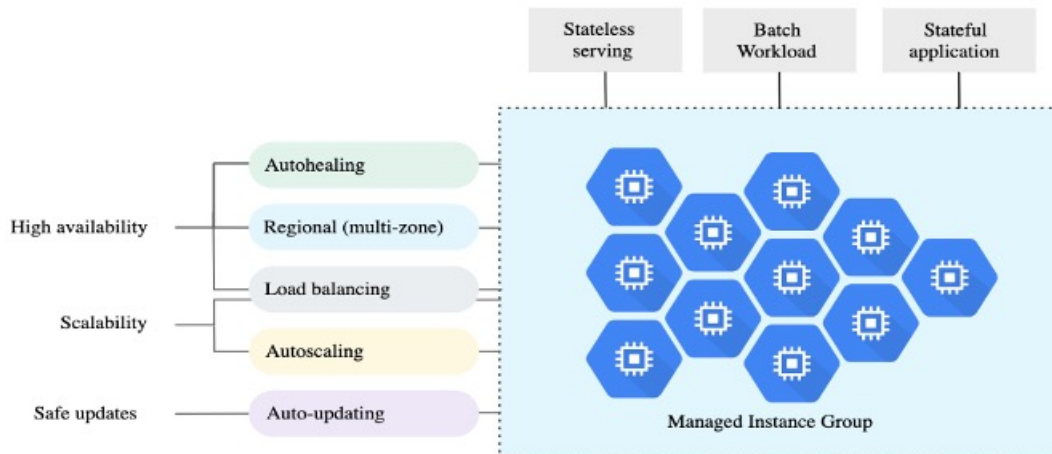 Stateless
serving
Batch
Workload
Stateful
application
Autohealing
High availability
Regional (multi-zone)
Load balancing
Scalability
Autoscaling
Safe updates
Auto-updating
Managed Instance Group